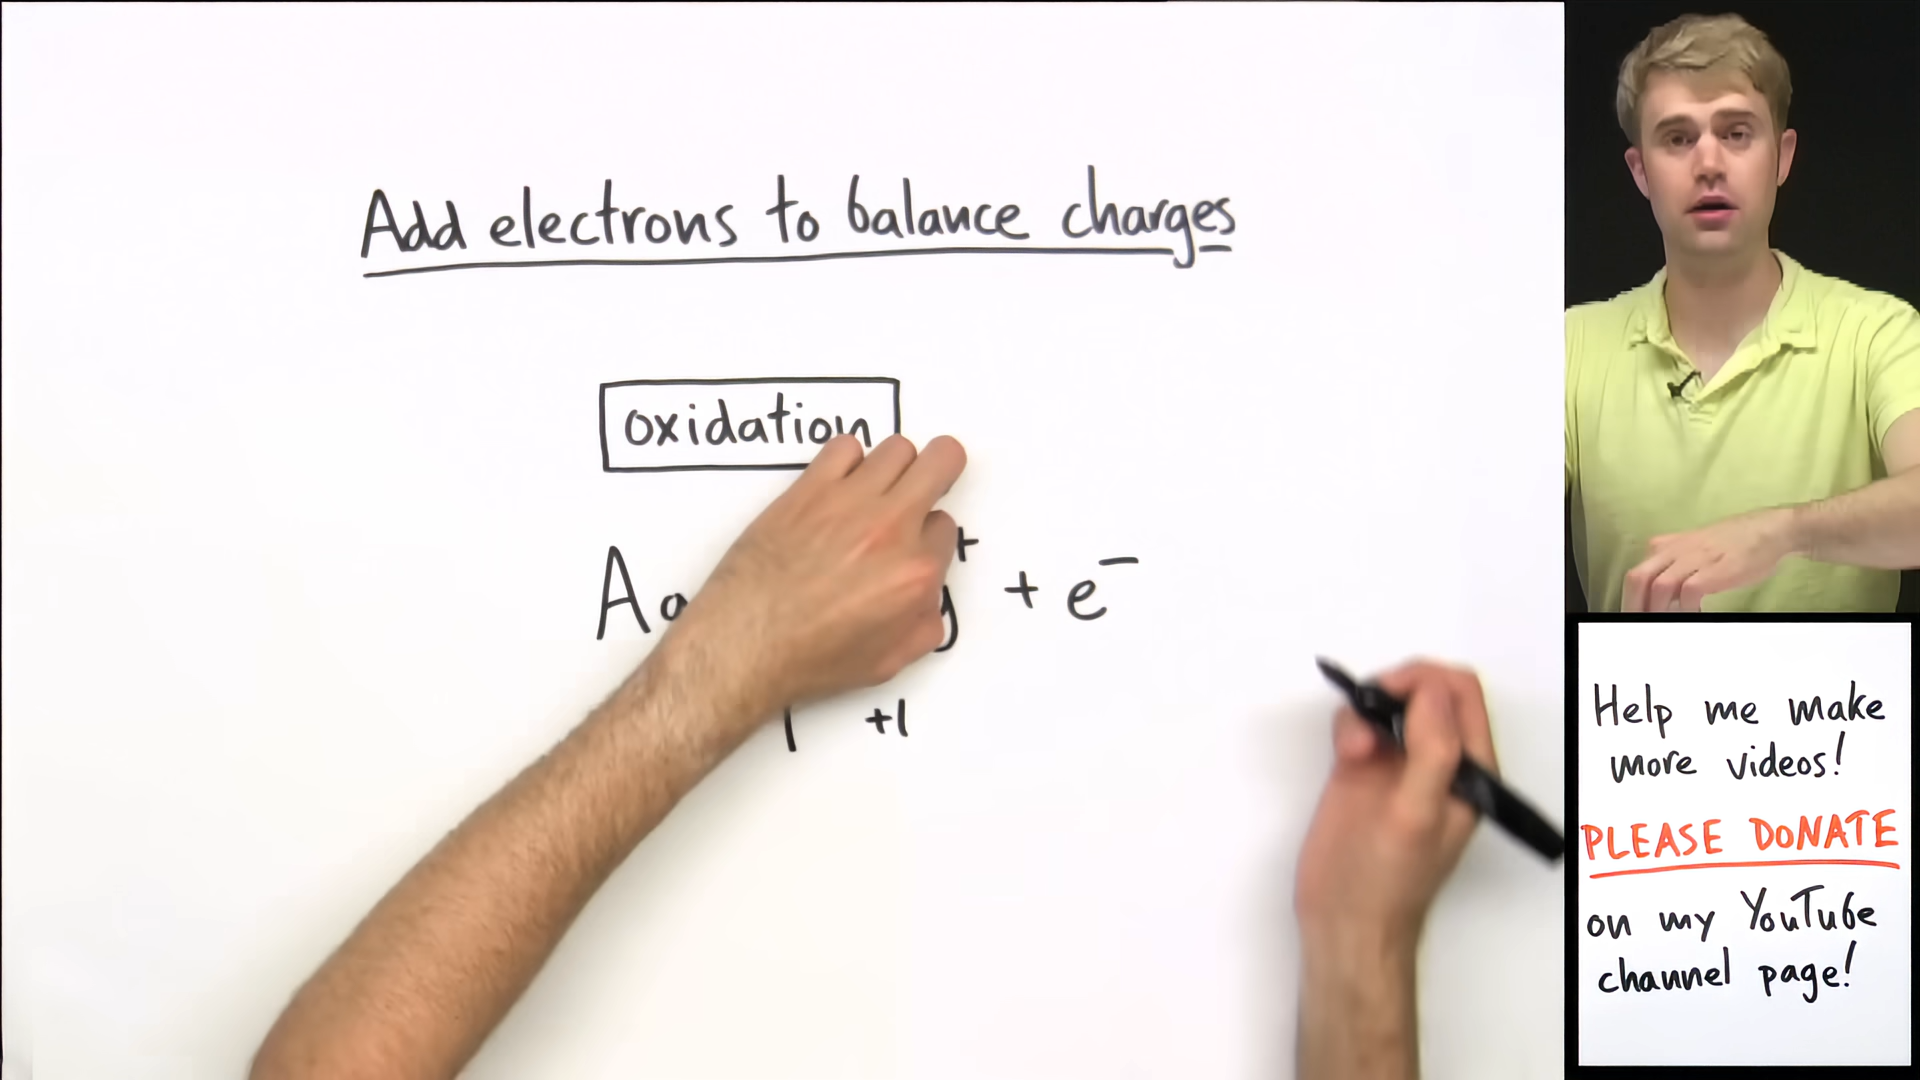 Add electrons to balance charges
oxidation
+ e⁻
+1
Help me make
more videos!
PLEASE DONATE
on my YouTube
channel page!